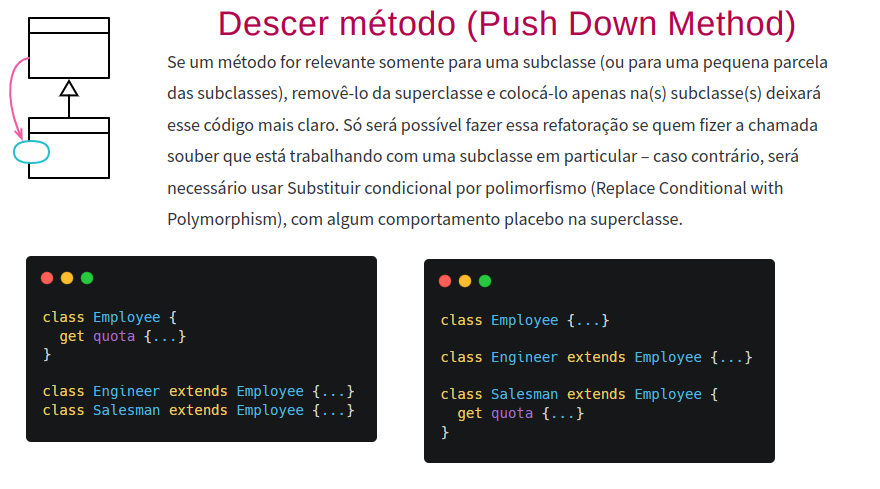 Descer método (Push Down Method)
Se um método for relevante somente para uma subclasse (ou para uma pequena parcela
das subclasses), removê-lo da superclasse e colocá-lo apenas na(s) subclasse(s) deixará
esse código mais claro. Só será possível fazer essa refatoração se quem fizer a chamada
souber que está trabalhando com uma subclasse em particular – caso contrário, será
necessário usar Substituir condicional por polimorfismo (Replace Conditional with
Polymorphism), com algum comportamento placebo na superclasse.
class Employee {
  get quota {...}
}
class Engineer extends Employee {...}
class Salesman extends Employee {...}
class Employee {...}
class Engineer extends Employee {...}
class Salesman extends Employee {
  get quota {...}
}